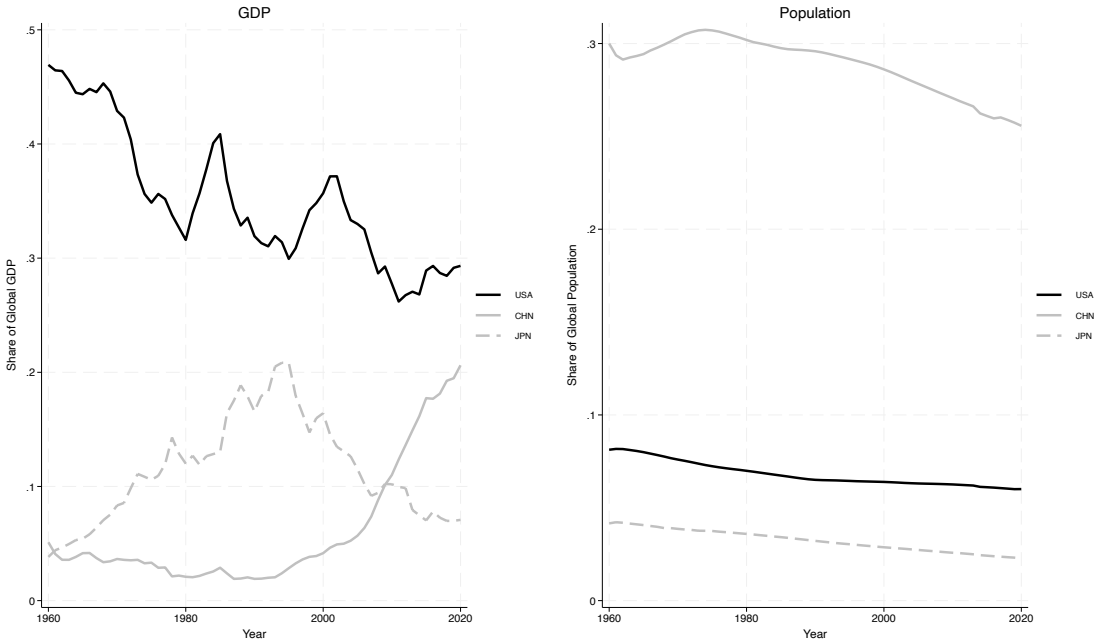 GDP
.5
.4
.3
.2
.1
0
Share of Global GDP
1960
1980
2000
2020
Year
USA
CHN
JPN
Population
.3
.2
.1
0
Share of Global Population
1960
1980
2000
2020
Year
USA
CHN
JPN